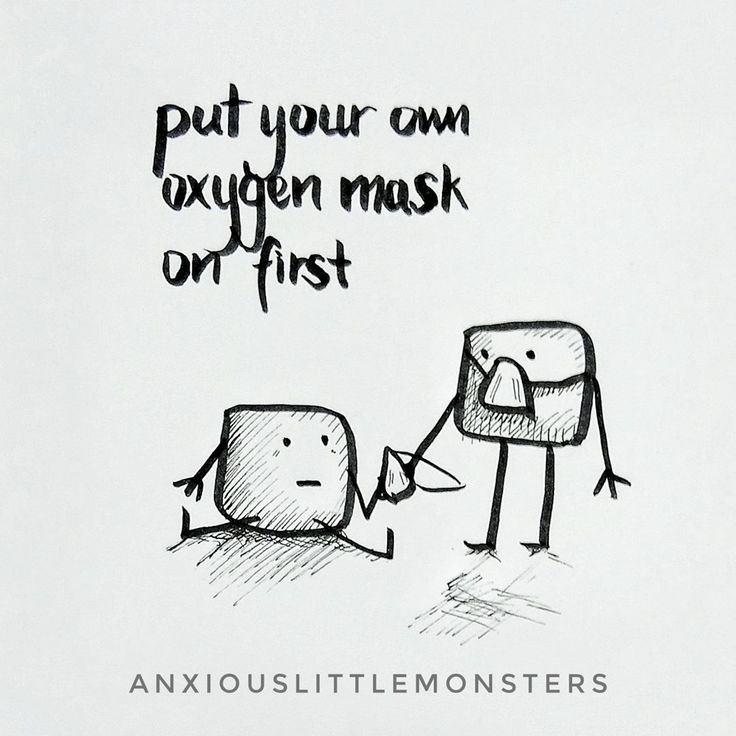 put your own
oxygen mask
on first
ANXIOUSLITTLEMONSTERS